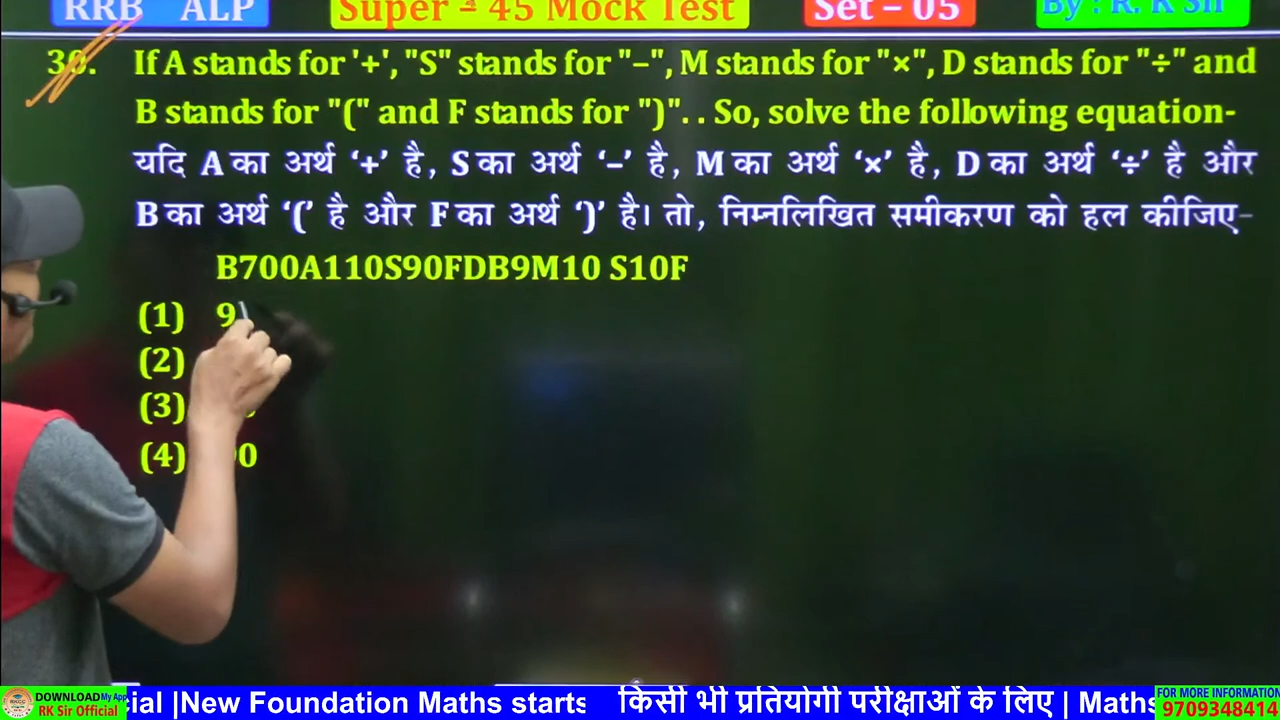 RRB ALP Super - 45 Mock Test Set – 05 By : R. K Sir
30. If A stands for '+', "S" stands for "–", M stands for "×", D stands for "÷" and
B stands for "(" and F stands for ")". . So, solve the following equation-
यदि A का अर्थ ‘+’ है, S का अर्थ ‘–’ है, M का अर्थ ‘×’ है, D का अर्थ ‘÷’ है और
B का अर्थ ‘(’ है और F का अर्थ ‘)’ है। तो, निम्नलिखित समीकरण को हल कीजिए-
B700A110S90FDB9M10 S10F
(1) 9
(2)
(3)
(4)
DOWNLOAD My App
RK Sir Official
|New Foundation Maths starts किसी भी प्रतियोगी परीक्षाओं के लिए | Maths
FOR MORE INFORMATION
9709348414